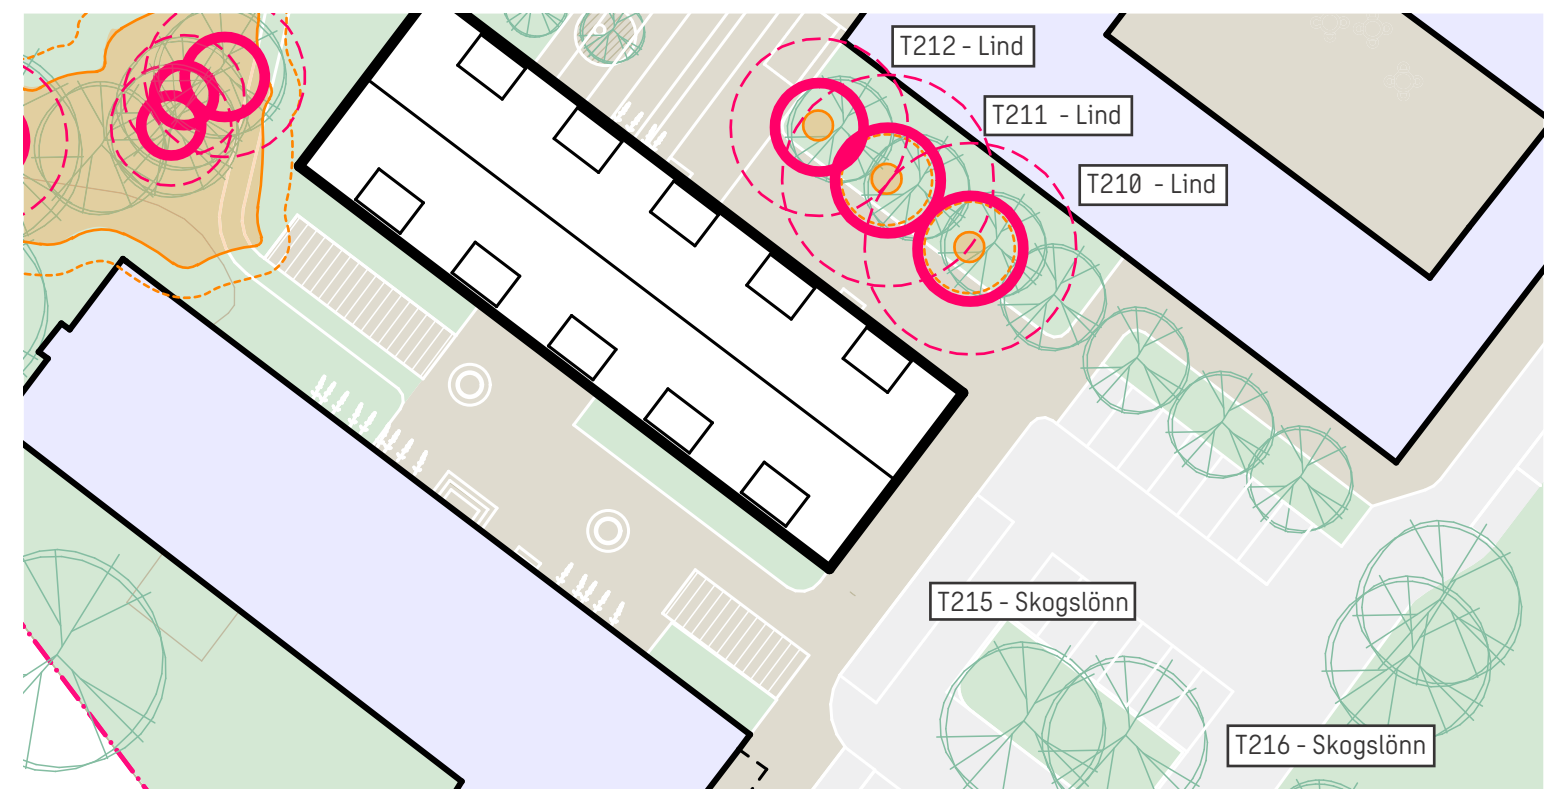 T212 - Lind
T211 - Lind
T210 - Lind
T215 - Skogslönn
T216 - Skogslönn